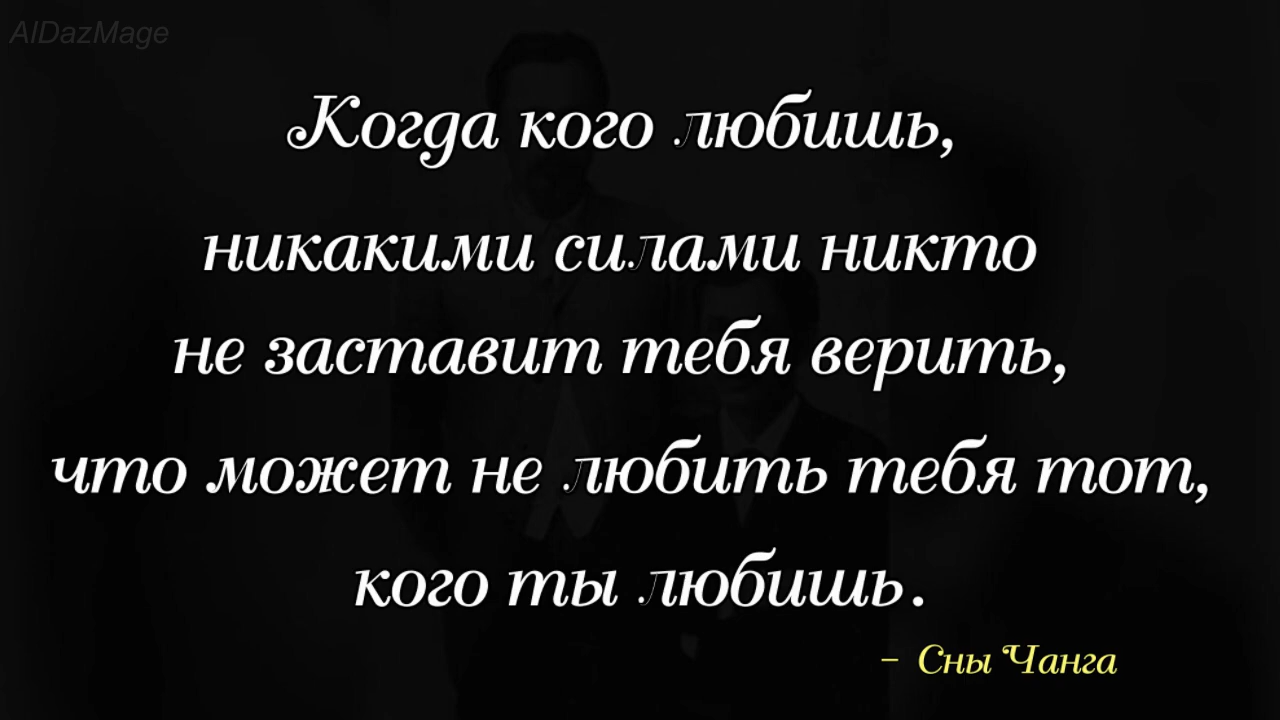 AlDazMage
Когда кого любишь,
никакими силами никто
не заставит тебя верить,
что может не любить тебя тот,
кого ты любишь.
- Сны Чанга